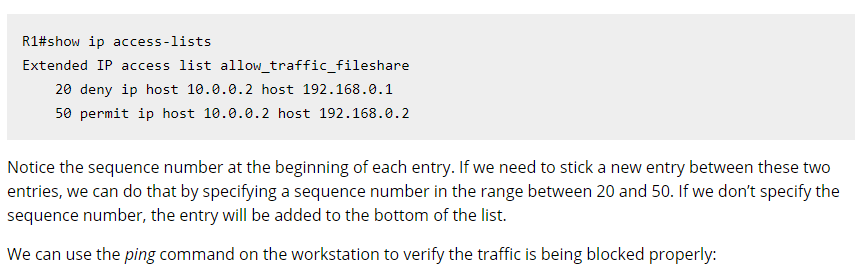 R1#show ip access-lists
Extended IP access list allow_traffic_fileshare
    20 deny ip host 10.0.0.2 host 192.168.0.1
    50 permit ip host 10.0.0.2 host 192.168.0.2
Notice the sequence number at the beginning of each entry. If we need to stick a new entry between these two
entries, we can do that by specifying a sequence number in the range between 20 and 50. If we don’t specify the
sequence number, the entry will be added to the bottom of the list.
We can use the ping command on the workstation to verify the traffic is being blocked properly: